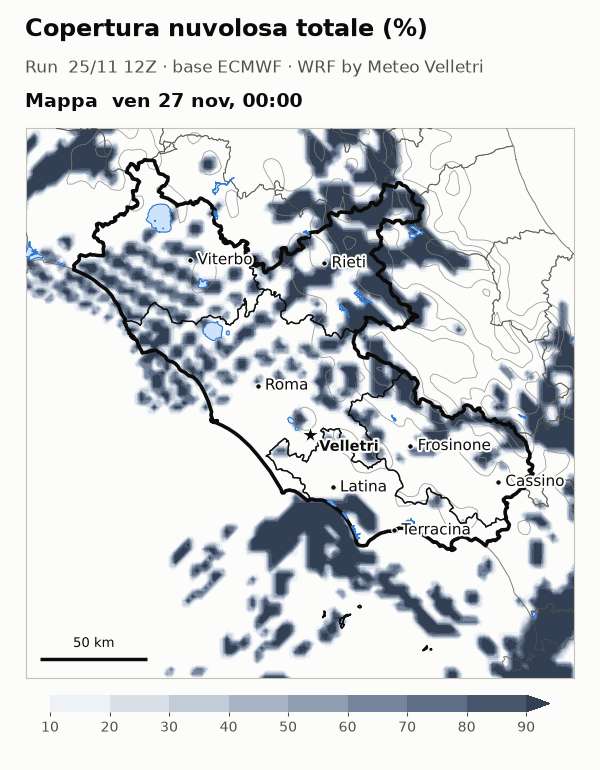 Copertura nuvolosa totale (%)
Run  25/11 12Z · base ECMWF · WRF by Meteo Velletri
Mappa  ven 27 nov, 00:00
Viterbo
Rieti
Roma
Velletri
Frosinone
Cassino
Latina
Terracina
50 km
10 20 30 40 50 60 70 80 90